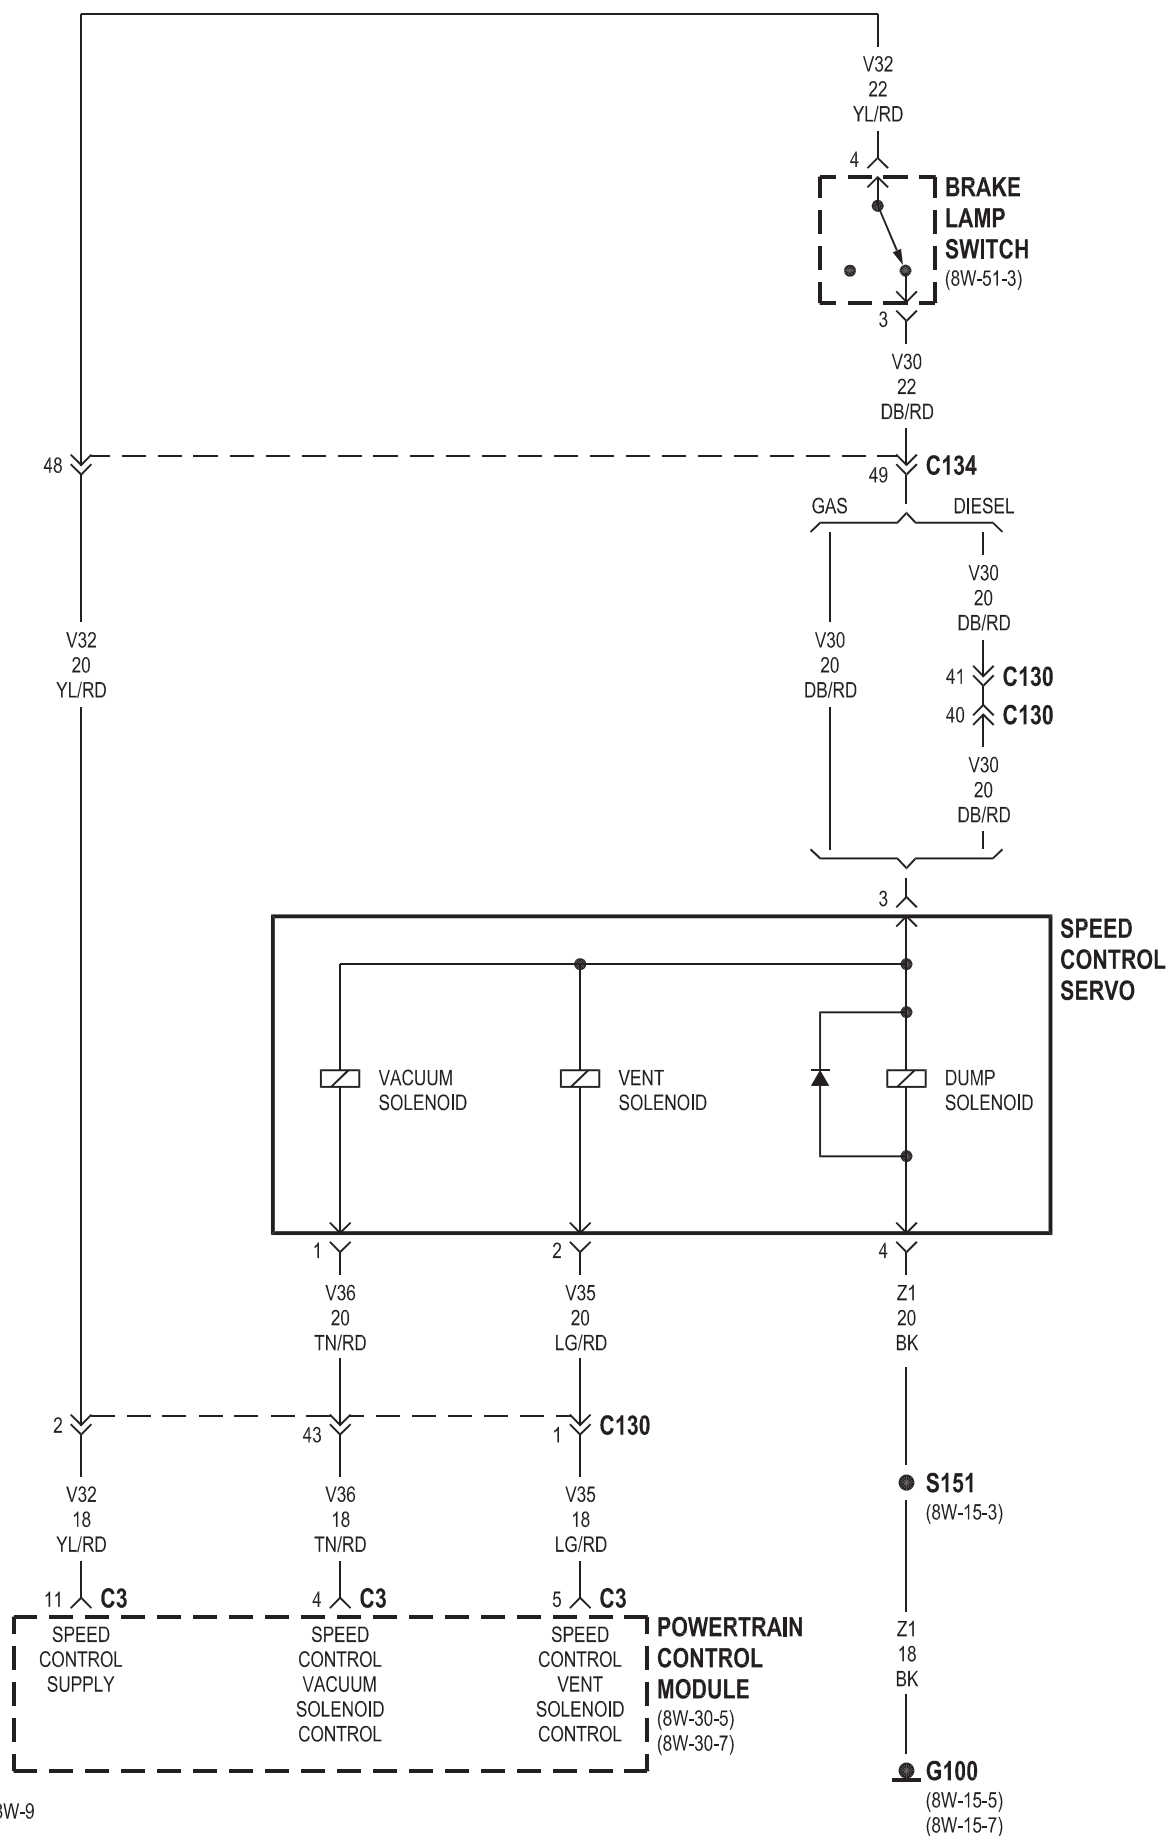 V32
22
YL/RD
4
BRAKE
LAMP
SWITCH
(8W-51-3)
3
V30
22
DB/RD
48
49
C134
GAS
DIESEL
V30
20
DB/RD
V32
20
YL/RD
V30
20
DB/RD
41
C130
40
C130
V30
20
DB/RD
3
SPEED
CONTROL
SERVO
VACUUM
SOLENOID
VENT
SOLENOID
DUMP
SOLENOID
1
2
4
V36
20
TN/RD
V35
20
LG/RD
Z1
20
BK
2
43
1
C130
V32
18
YL/RD
V36
18
TN/RD
V35
18
LG/RD
S151
(8W-15-3)
11
C3
4
C3
5
C3
SPEED
CONTROL
SUPPLY
SPEED
CONTROL
VACUUM
SOLENOID
CONTROL
SPEED
CONTROL
VENT
SOLENOID
CONTROL
POWERTRAIN
CONTROL
MODULE
(8W-30-5)
(8W-30-7)
Z1
18
BK
G100
(8W-15-5)
(8W-15-7)
8W-9